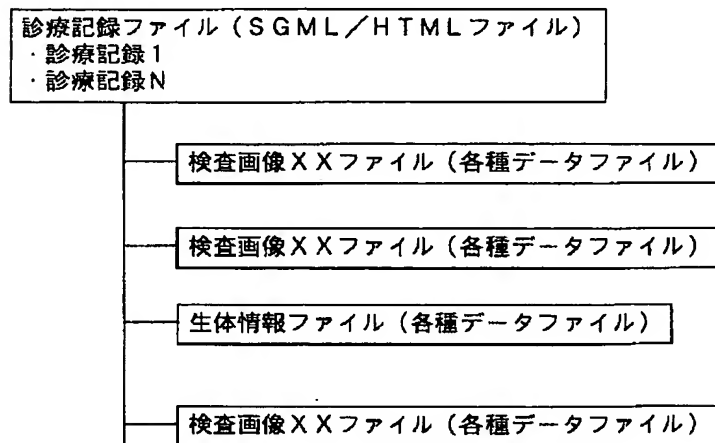 診療記録ファイル（ＳＧＭＬ／ＨＴＭＬファイル）
・診療記録１
・診療記録Ｎ
検査画像ＸＸファイル（各種データファイル）
検査画像ＸＸファイル（各種データファイル）
生体情報ファイル（各種データファイル）
検査画像ＸＸファイル（各種データファイル）